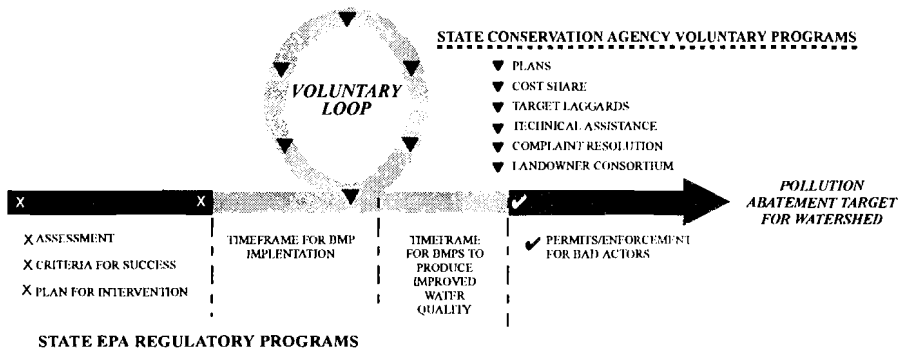 STATE CONSERVATION AGENCY VOLUNTARY PROGRAMS
VOLUNTARY
LOOP
▼ PLANS
▼ COST SHARE
▼ TARGET LAGGARDS
▼ TECHNICAL ASSISTANCE
▼ COMPLAINT RESOLUTION
▼ LANDOWNER CONSORTIUM
X
X
✔
POLLUTION
ABATEMENT TARGET
FOR WATERSHED
X ASSESSMENT
X CRITERIA FOR SUCCESS
X PLAN FOR INTERVENTION
TIMEFRAME FOR BMP
IMPLENTATION
TIMEFRAME
FOR BMPS TO
PRODUCE
IMPROVED
WATER
QUALITY
✔ PERMITS/ENFORCEMENT
FOR BAD ACTORS
STATE EPA REGULATORY PROGRAMS